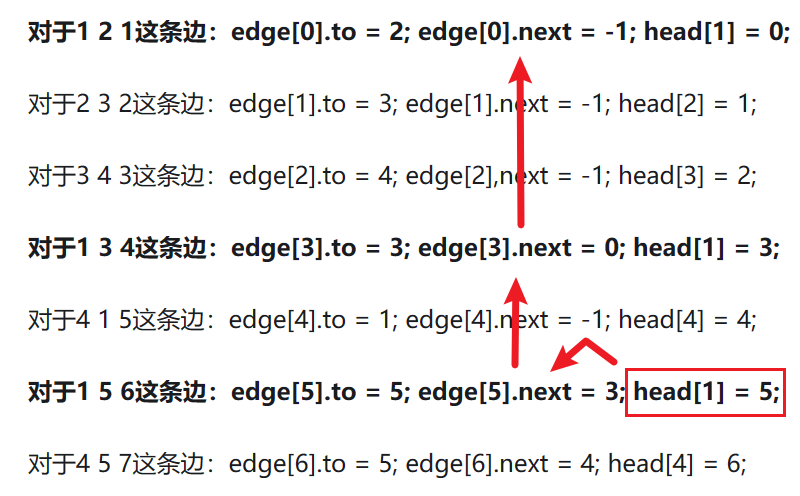 对于1 2 1这条边：edge[0].to = 2; edge[0].next = -1; head[1] = 0;
对于2 3 2这条边：edge[1].to = 3; edge[1].next = -1; head[2] = 1;
对于3 4 3这条边：edge[2].to = 4; edge[2],next = -1; head[3] = 2;
对于1 3 4这条边：edge[3].to = 3; edge[3].next = 0; head[1] = 3;
对于4 1 5这条边：edge[4].to = 1; edge[4].next = -1; head[4] = 4;
对于1 5 6这条边：edge[5].to = 5; edge[5].next = 3; head[1] = 5;
对于4 5 7这条边：edge[6].to = 5; edge[6].next = 4; head[4] = 6;